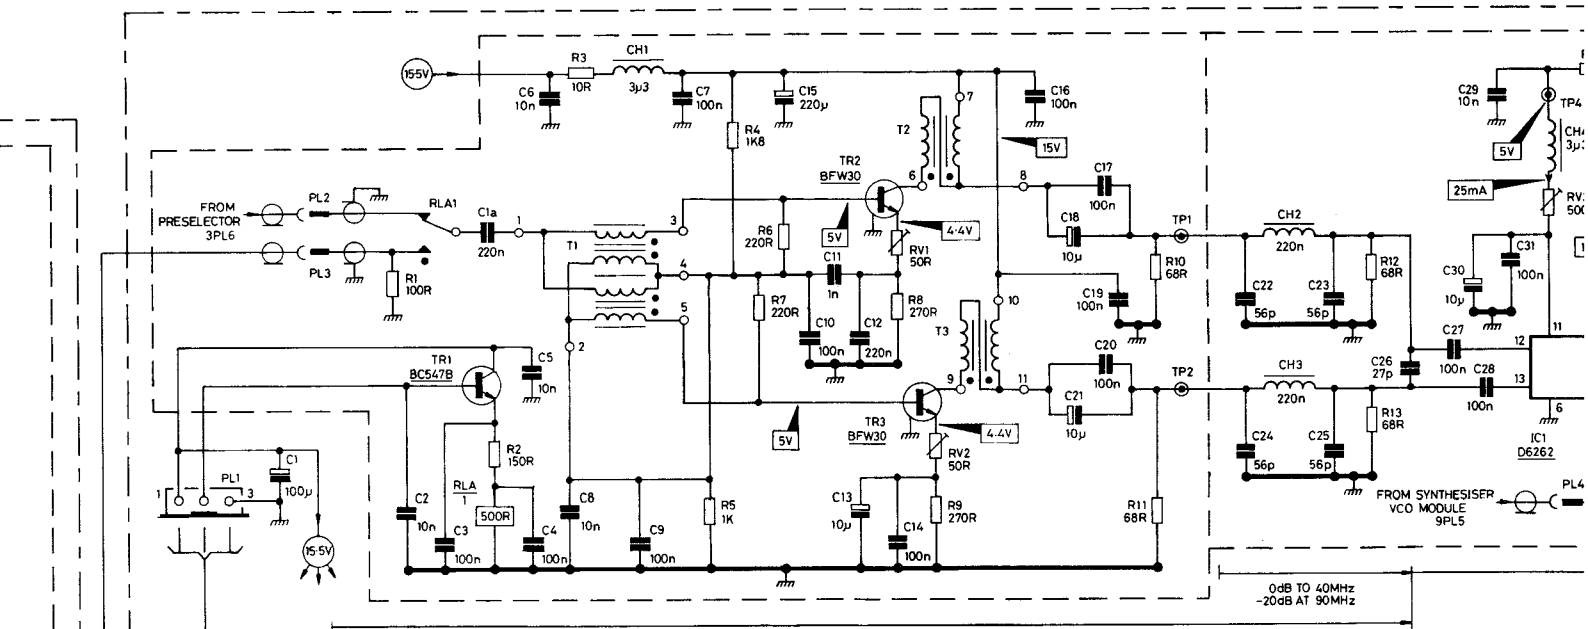 15·5V
R3
10R
CH1
3µ3
C6
10n
C7
100n
C15
220µ
R4
1K8
C16
100n
T2
7
6
8
15V
TR2
BFW30
5V
4·4V
RV1
50R
C17
100n
C18
10µ
TP1
R10
68R
C19
100n
CH2
220n
C22
56p
C23
56p
R12
68R
C29
10n
TP4
5V
25mA
C31
100n
C30
10µ
11
12
13
6
IC1
D6262
C27
100n
C26
27p
C28
100n
FROM
PRESELECTOR
3PL6
PL2
PL3
RLA1
R1
100R
C1a
220n
1
T1
3
4
5
2
R6
220R
C11
1n
R7
220R
R8
270R
C10
100n
C12
220n
T3
10
9
11
C20
100n
C21
10µ
TP2
CH3
220n
C24
56p
C25
56p
R13
68R
TR1
BC547B
C5
10n
R2
150R
RLA
1
500R
C2
10n
C3
100n
C4
100n
C8
10n
C9
100n
R5
1K
5V
TR3
BFW30
4·4V
RV2
50R
C13
10µ
C14
100n
R9
270R
R11
68R
PL1
1
3
C1
100µ
15·5V
FROM SYNTHESISER
VCO MODULE
9PL5
PL4
0dB TO 40MHz
-20dB AT 90MHz